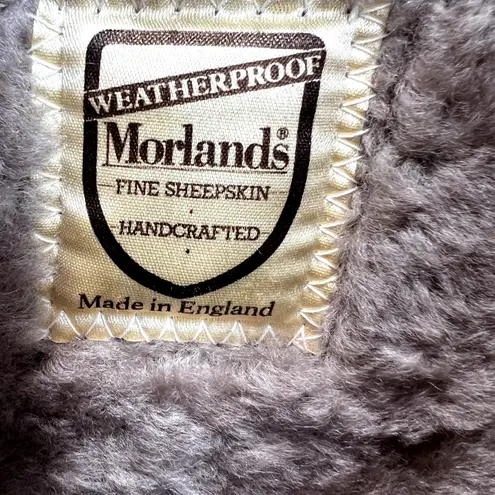 WEATHERPROOF
Morlands®
FINE SHEEPSKIN
HANDCRAFTED
Made in England